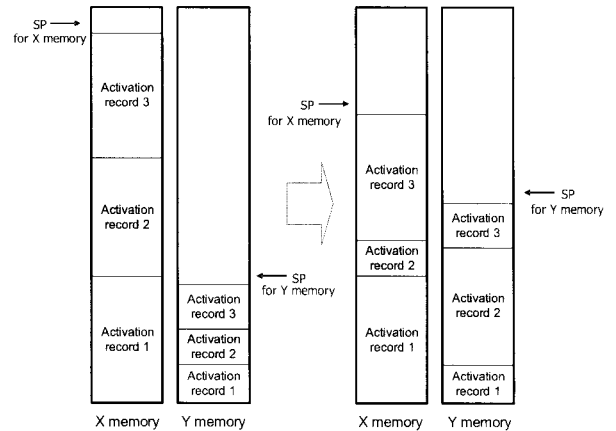 SP
for X memory
Activation
record 3
Activation
record 2
Activation
record 1
X memory
SP
for Y memory
Activation
record 3
Activation
record 2
Activation
record 1
Y memory
SP
for X memory
Activation
record 3
Activation
record 2
Activation
record 1
X memory
SP
for Y memory
Activation
record 3
Activation
record 2
Activation
record 1
Y memory